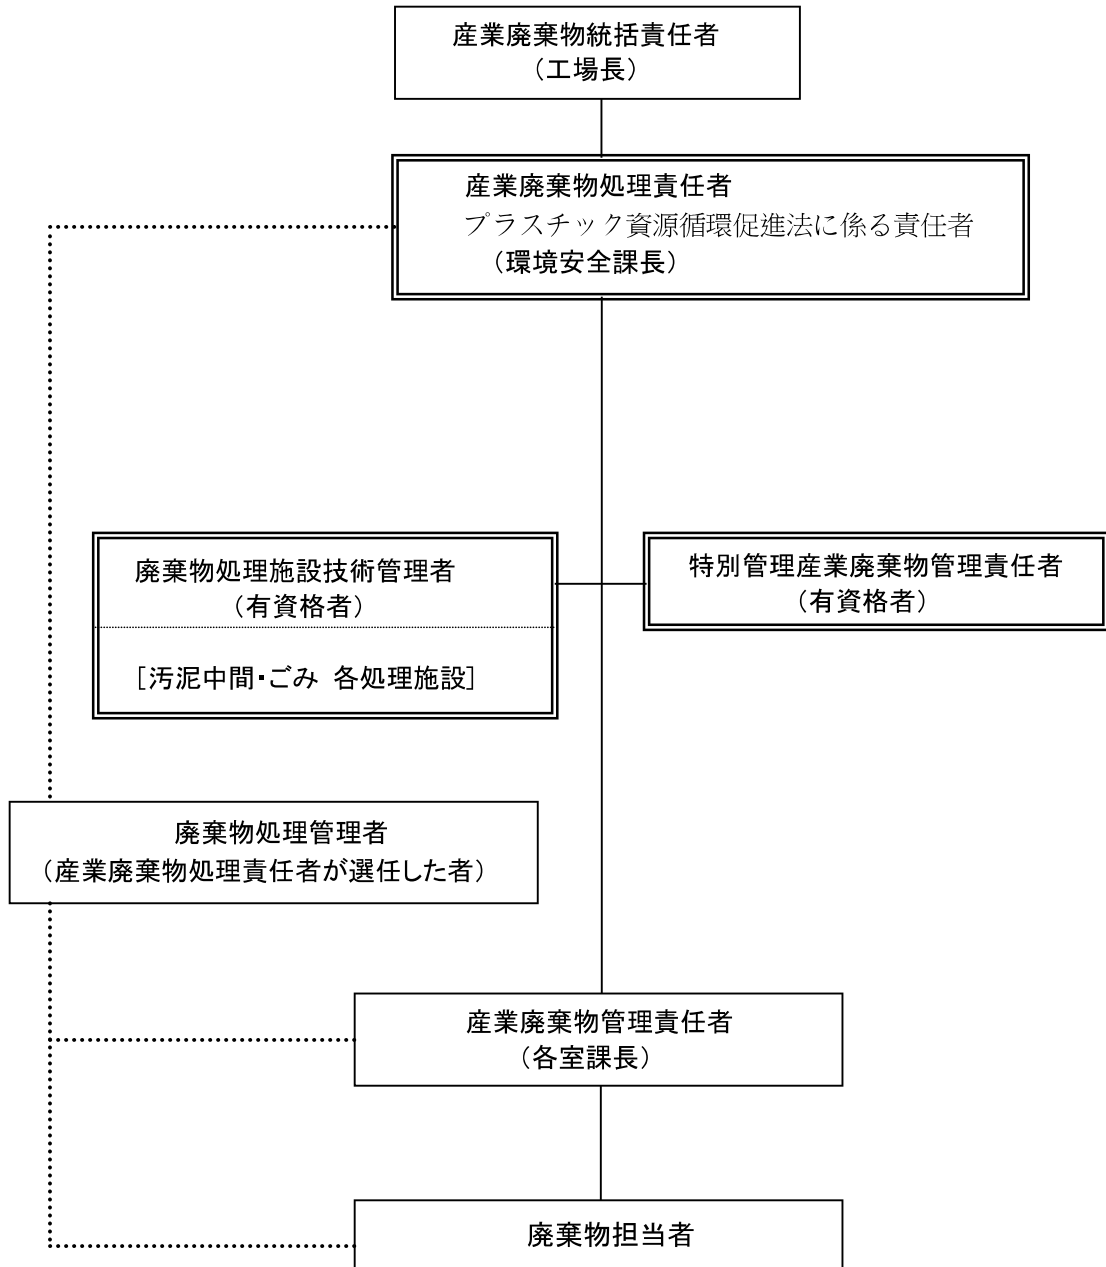 産業廃棄物統括責任者
（工場長）
産業廃棄物処理責任者
プラスチック資源循環促進法に係る責任者
（環境安全課長）
廃棄物処理施設技術管理者
（有資格者）
［汚泥中間・ごみ 各処理施設］
特別管理産業廃棄物管理責任者
（有資格者）
廃棄物処理管理者
（産業廃棄物処理責任者が選任した者）
産業廃棄物管理責任者
（各室課長）
廃棄物担当者